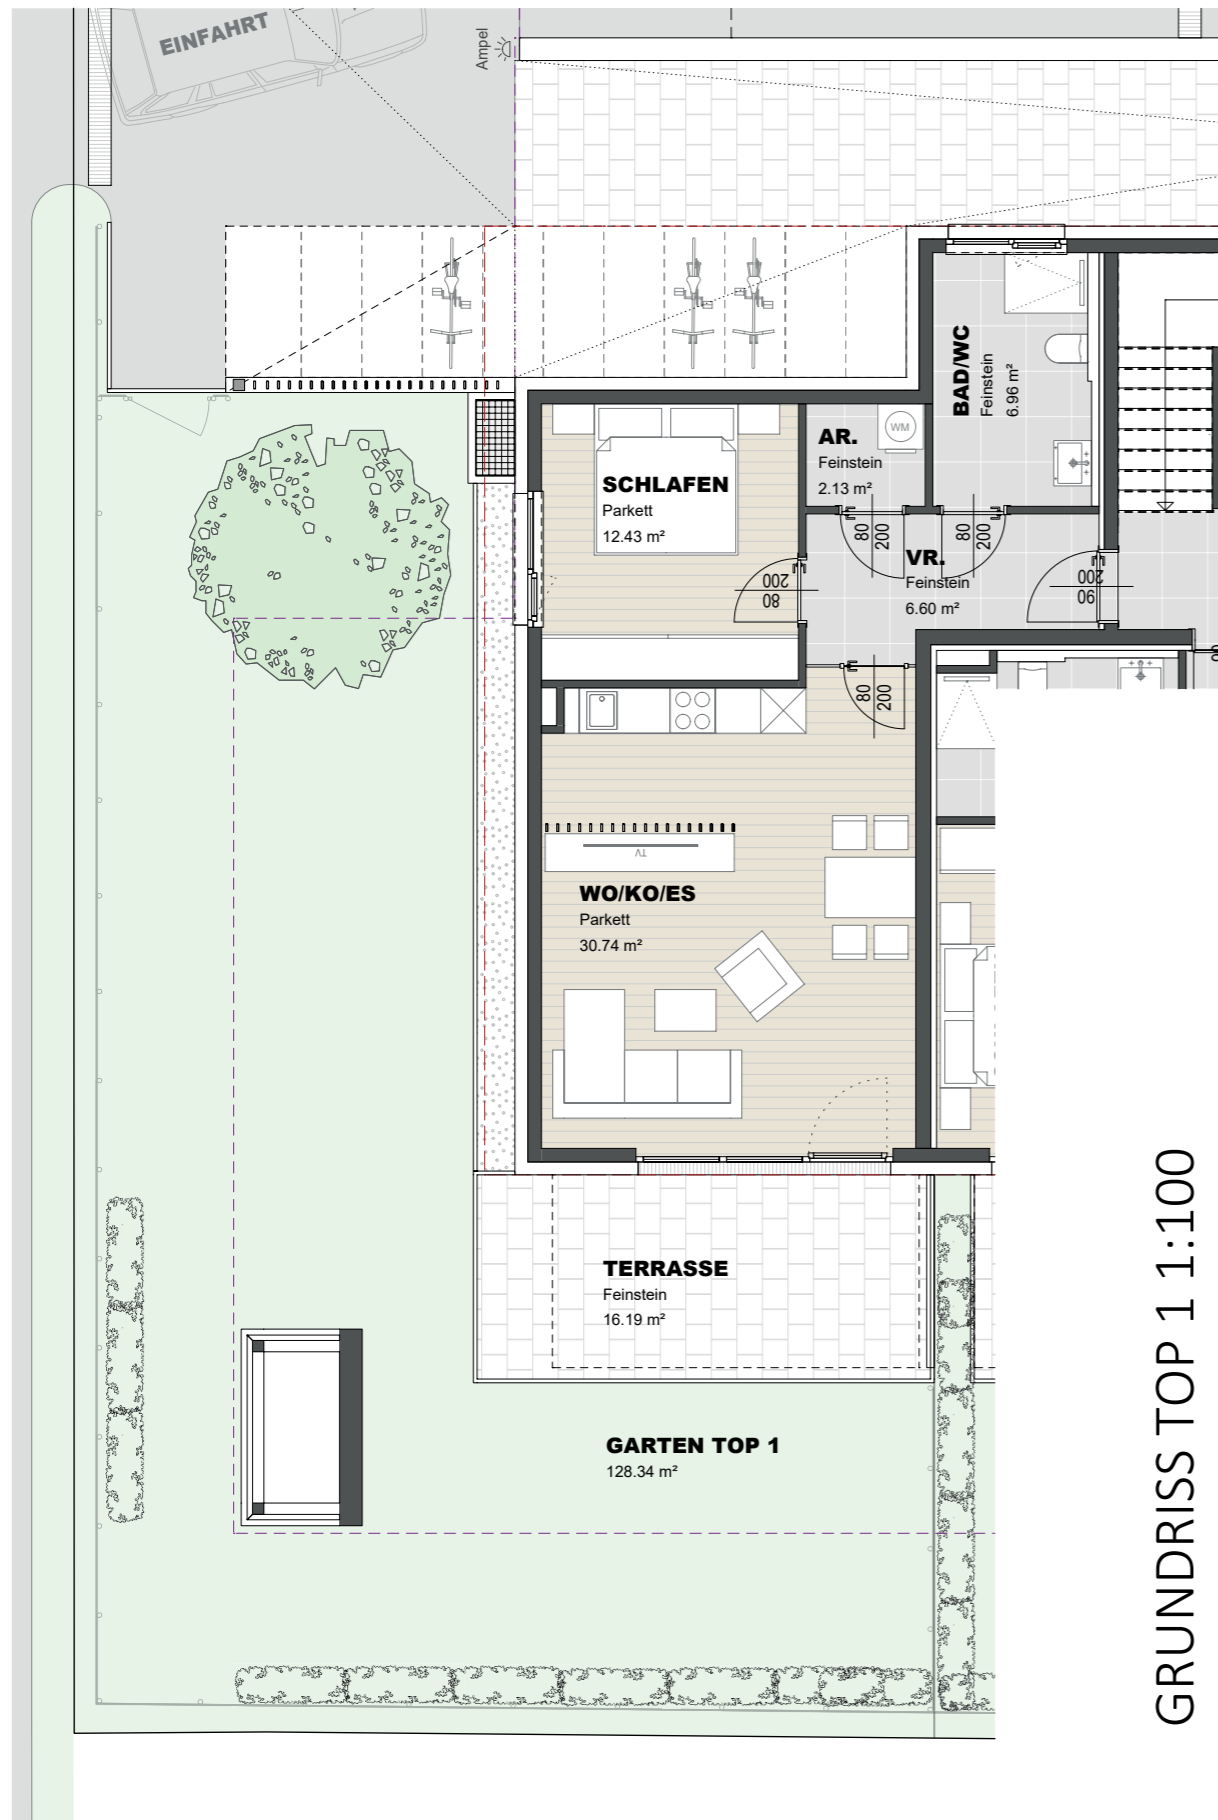 EINFAHRT
Ampel
BAD/WC
Feinstein
6.96 m²
AR.
Feinstein
2.13 m²
WM
SCHLAFEN
Parkett
12.43 m²
80
200
80
200
VR.
Feinstein
6.60 m²
80
200
90
200
80
200
TV
WO/KO/ES
Parkett
30.74 m²
TERRASSE
Feinstein
16.19 m²
GARTEN TOP 1
128.34 m²
GRUNDRISS TOP 1 1:100